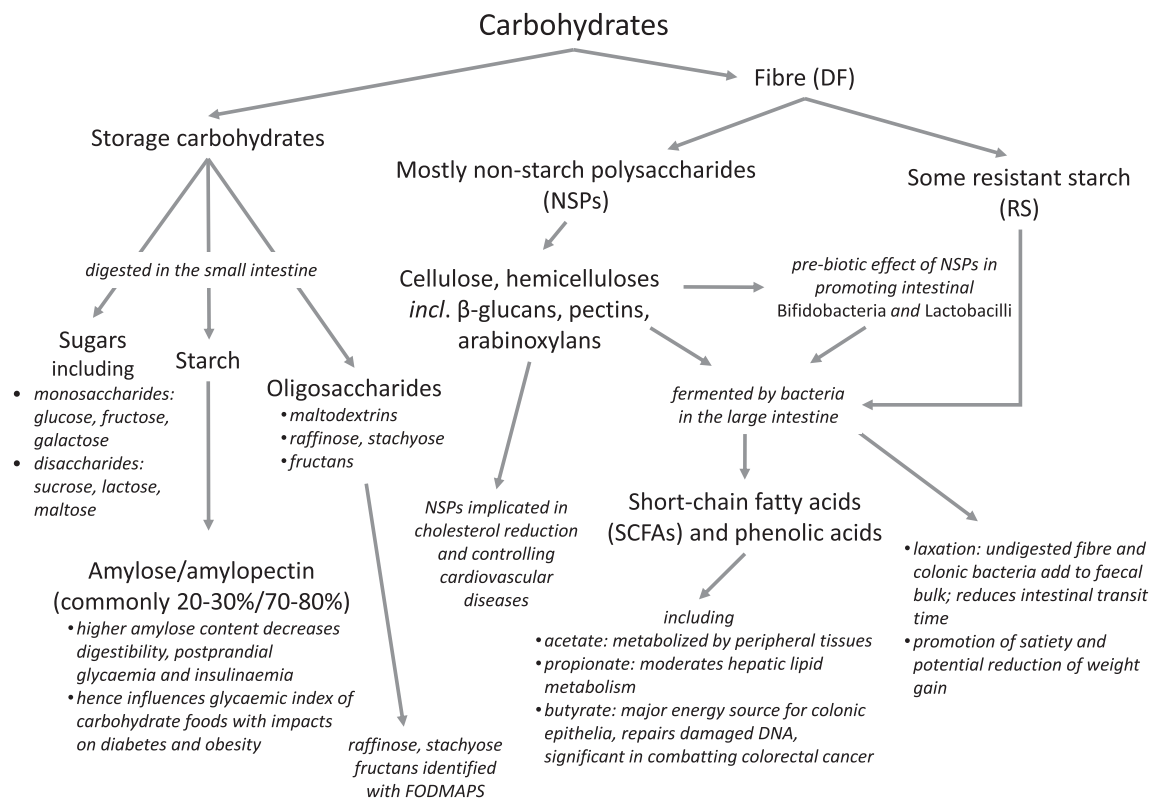 Carbohydrates
Fibre (DF)
Storage carbohydrates
Mostly non-starch polysaccharides
(NSPs)
Some resistant starch
(RS)
digested in the small intestine
Cellulose, hemicelluloses
incl. β-glucans, pectins,
arabinoxylans
pre-biotic effect of NSPs in
promoting intestinal
Bifidobacteria and Lactobacilli
Sugars
including
• monosaccharides:
glucose, fructose,
galactose
• disaccharides:
sucrose, lactose,
maltose
Starch
Oligosaccharides
•maltodextrins
•raffinose, stachyose
•fructans
fermented by bacteria
in the large intestine
NSPs implicated in
cholesterol reduction
and controlling
cardiovascular
diseases
Short-chain fatty acids
(SCFAs) and phenolic acids
•laxation: undigested fibre and
colonic bacteria add to faecal
bulk; reduces intestinal transit
time
•promotion of satiety and
potential reduction of weight
gain
Amylose/amylopectin
(commonly 20-30%/70-80%)
•higher amylose content decreases
digestibility, postprandial
glycaemia and insulinaemia
•hence influences glycaemic index of
carbohydrate foods with impacts
on diabetes and obesity
including
•acetate: metabolized by peripheral tissues
•propionate: moderates hepatic lipid
metabolism
•butyrate: major energy source for colonic
epithelia, repairs damaged DNA,
significant in combatting colorectal cancer
raffinose, stachyose
fructans identified
with FODMAPS